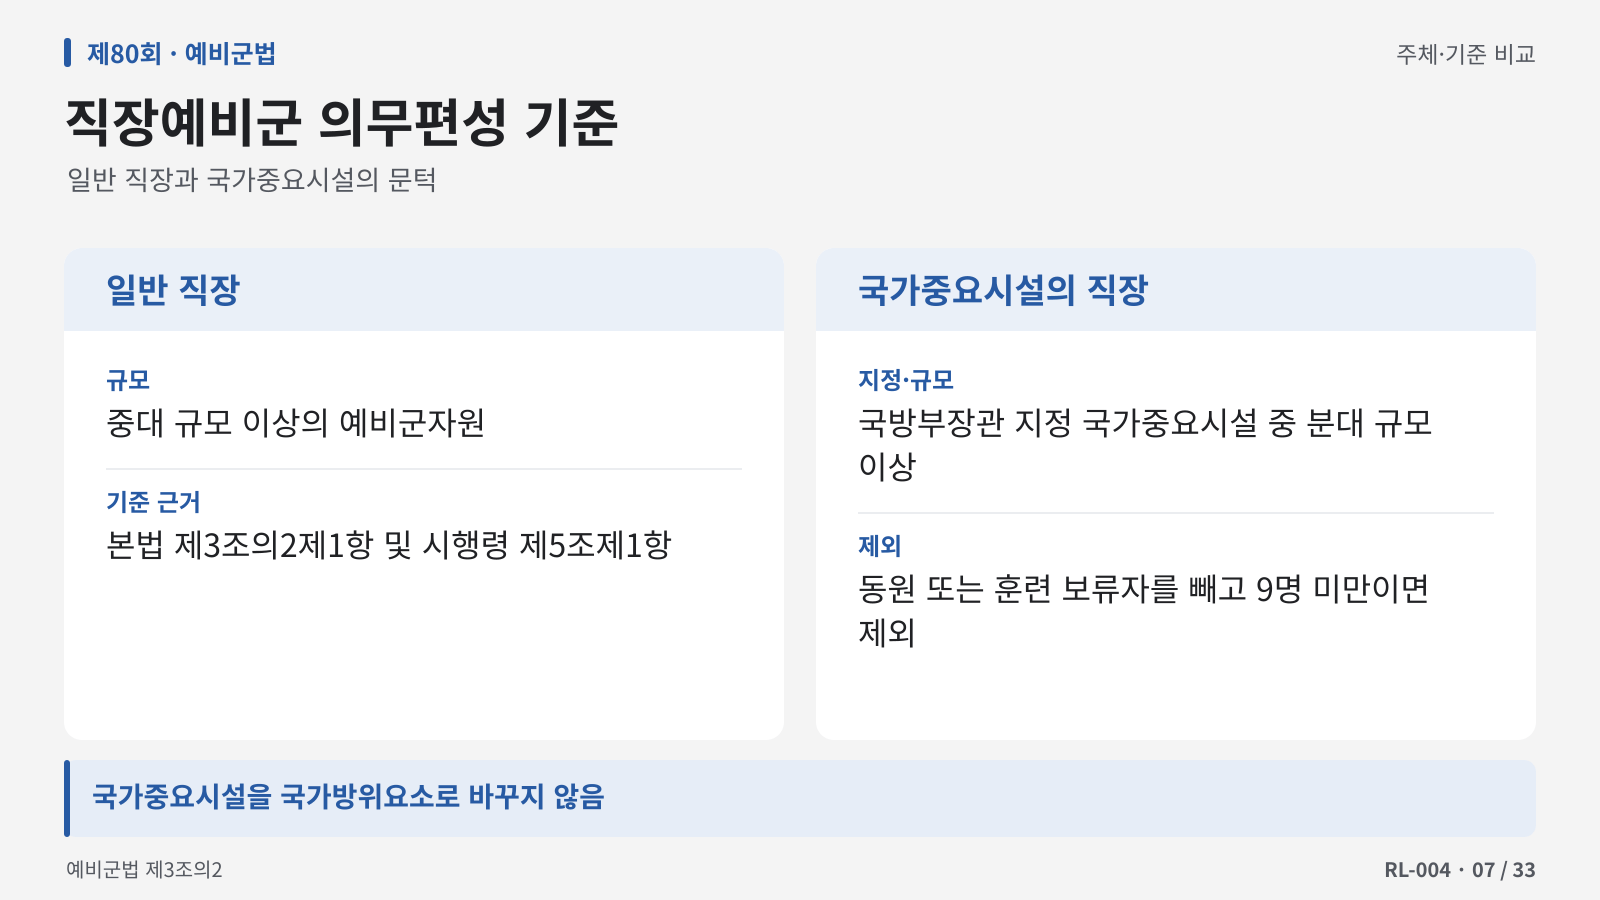 제80회 · 예비군법
주체·기준 비교
직장예비군 의무편성 기준
일반 직장과 국가중요시설의 문턱
일반 직장
규모
중대 규모 이상의 예비군자원
기준 근거
본법 제3조의2제1항 및 시행령 제5조제1항
국가중요시설의 직장
지정·규모
국방부장관 지정 국가중요시설 중 분대 규모
이상
제외
동원 또는 훈련 보류자를 빼고 9명 미만이면
제외
국가중요시설을 국가방위요소로 바꾸지 않음
예비군법 제3조의2
RL-004 · 07 / 33